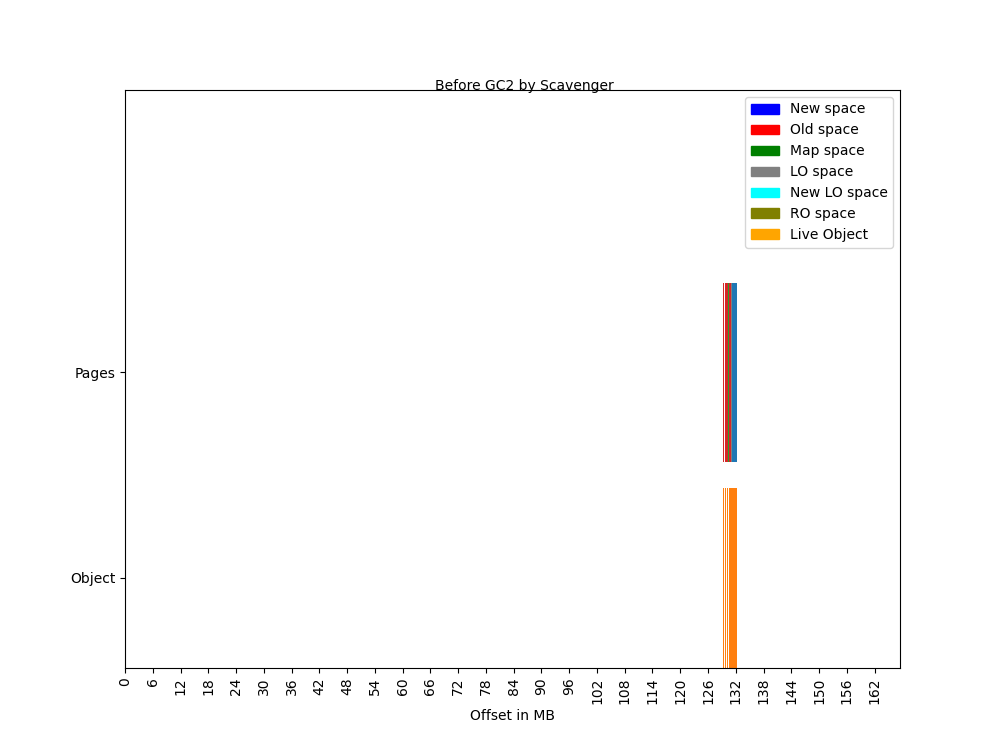 Before GC2 by Scavenger
New space
Old space
Map space
LO space
New LO space
RO space
Live Object
Pages
Object
0 6 12 18 24 30 36 42 48 54 60 66 72 78 84 90 96 102 108 114 120 126 132 138 144 150 156 162
Offset in MB